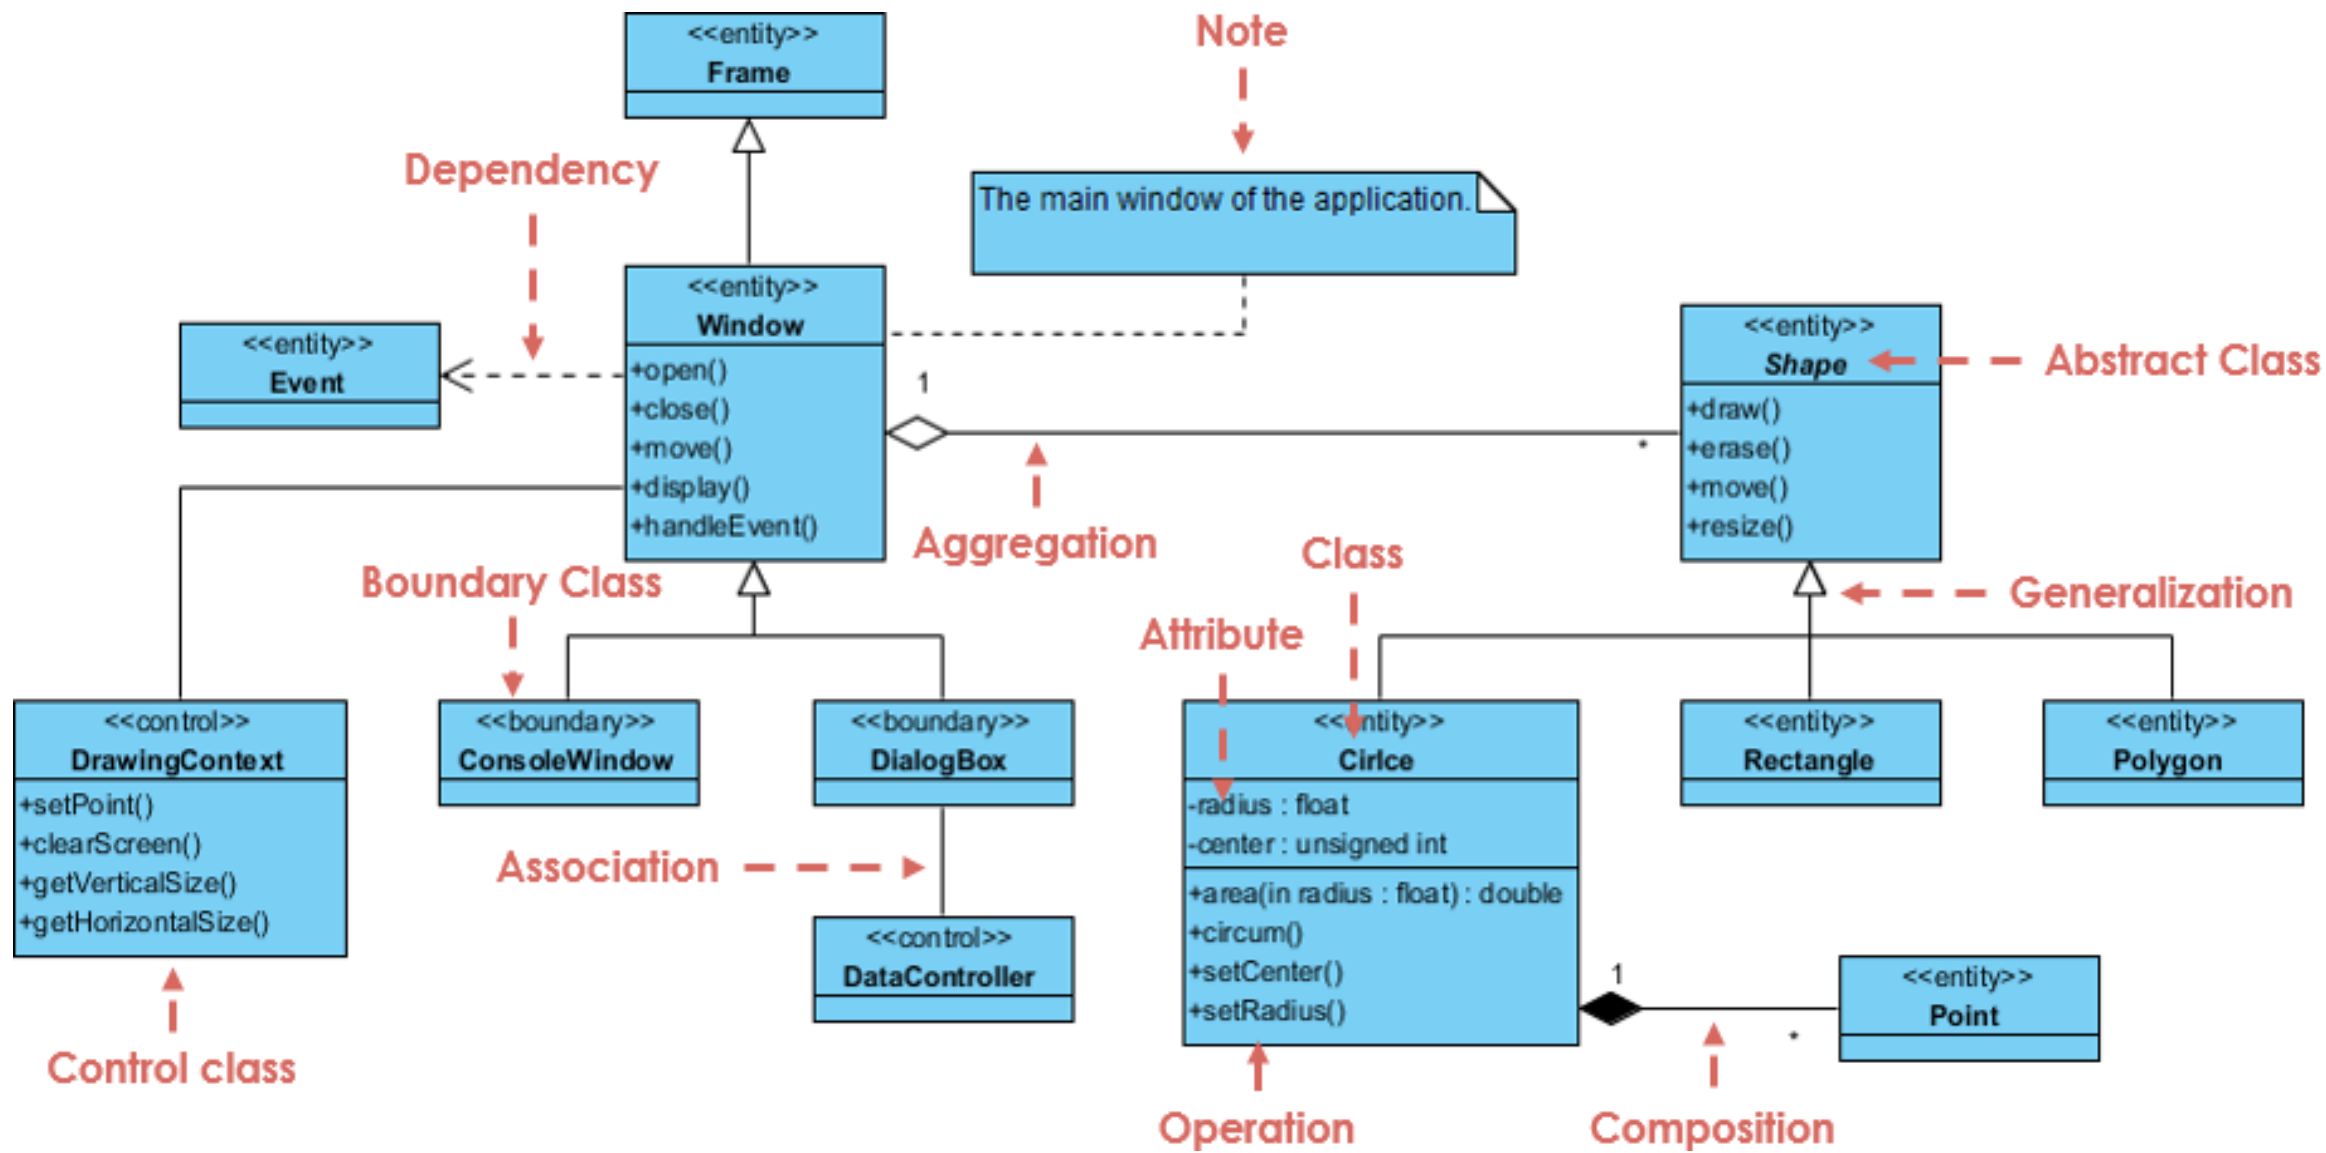 <<entity>>
Frame
Note
Dependency
The main window of the application.
<<entity>>
Window
+open()
+close()
+move()
+display()
+handleEvent()
<<entity>>
Event
1
*
<<entity>>
Shape
+draw()
+erase()
+move()
+resize()
Abstract Class
Aggregation
Class
Boundary Class
Generalization
Attribute
<<control>>
DrawingContext
+setPoint()
+clearScreen()
+getVerticalSize()
+getHorizontalSize()
<<boundary>>
ConsoleWindow
<<boundary>>
DialogBox
<<entity>>
Cirlce
-radius : float
-center : unsigned int
+area(in radius : float) : double
+circum()
+setCenter()
+setRadius()
<<entity>>
Rectangle
<<entity>>
Polygon
Association
<<control>>
DataController
1
*
<<entity>>
Point
Control class
Operation
Composition